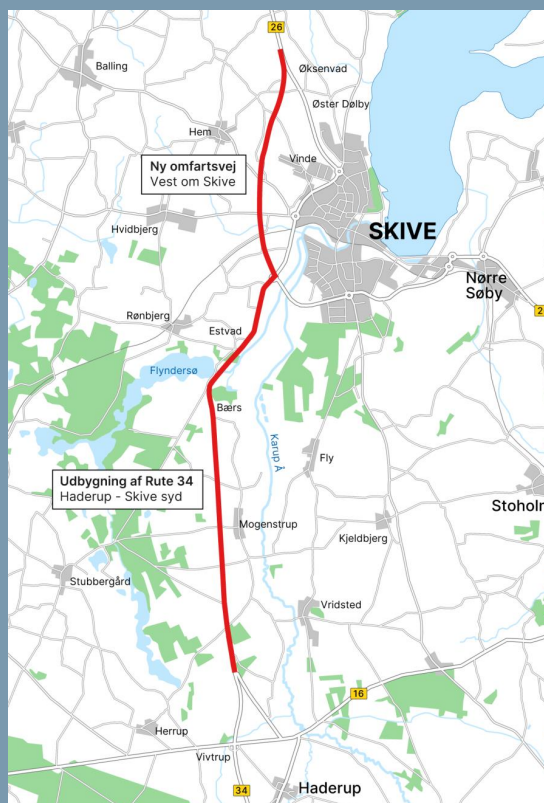 26
Øksenvad
Balling
Øster Dølby
Hem
Vinde
Ny omfartsvej
Vest om Skive
SKIVE
Hvidbjerg
Nørre
Søby
Rønbjerg
Estvad
Flyndersø
Bærs
Karup Å
Fly
Udbygning af Rute 34
Haderup - Skive syd
Mogenstrup
Kjeldbjerg
Stubbergård
Vridsted
16
Herrup
Vivtrup
34
Haderup